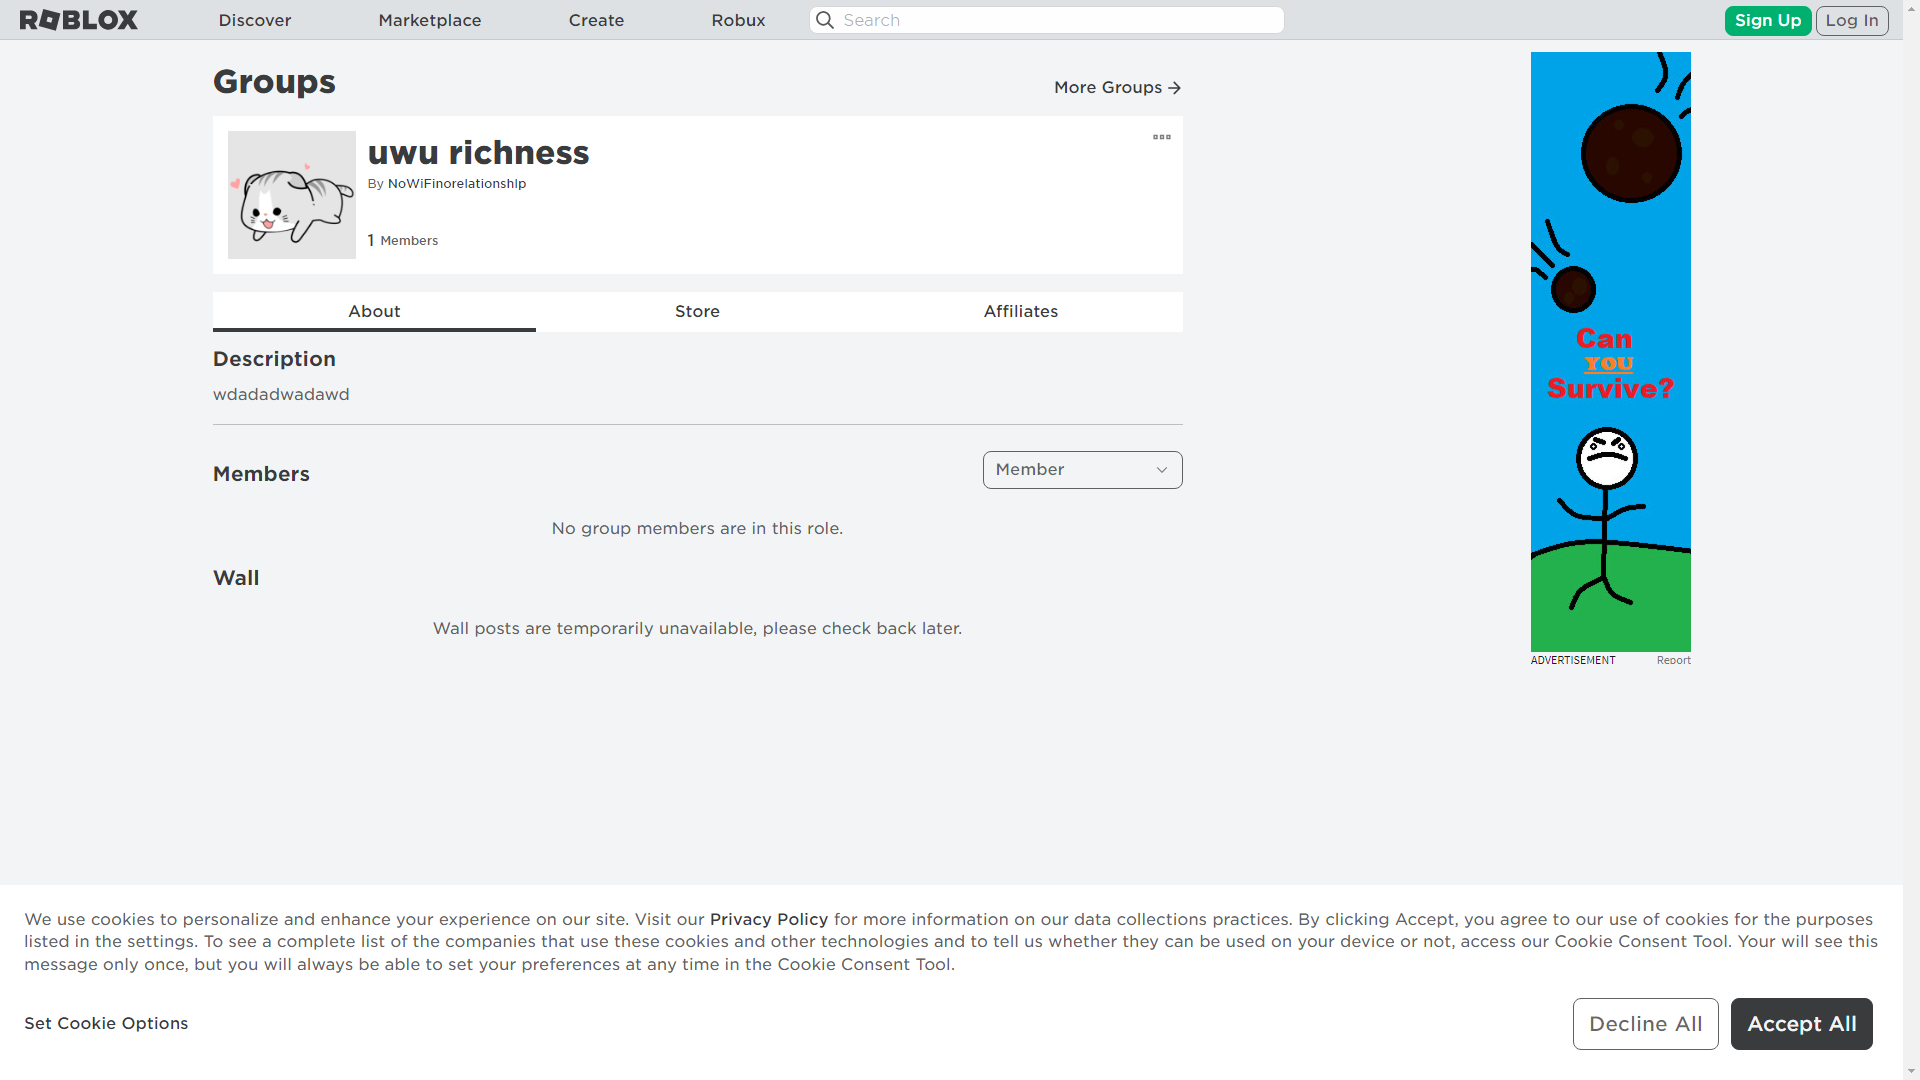 ROBLOX
Discover
Marketplace
Create
Robux
Search
Sign Up
Log In
Groups
More Groups
uwu richness
By NoWiFinorelationshIp
1 Members
About
Store
Affiliates
Description
wdadadwadawd
Members
Member
No group members are in this role.
Wall
Wall posts are temporarily unavailable, please check back later.
Can
YOU
Survive?
ADVERTISEMENT
Report
We use cookies to personalize and enhance your experience on our site. Visit our Privacy Policy for more information on our data collections practices. By clicking Accept, you agree to our use of cookies for the purposes
listed in the settings. To see a complete list of the companies that use these cookies and other technologies and to tell us whether they can be used on your device or not, access our Cookie Consent Tool. Your will see this
message only once, but you will always be able to set your preferences at any time in the Cookie Consent Tool.
Set Cookie Options
Decline All
Accept All